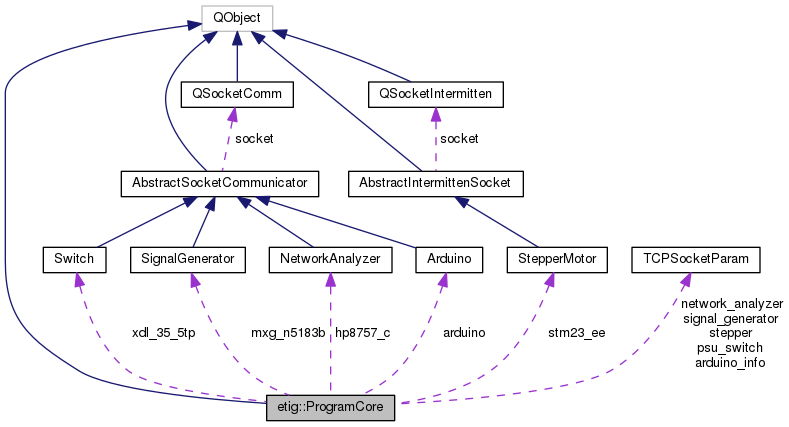 QObject
QSocketComm
QSocketIntermitten
socket
socket
AbstractSocketCommunicator
AbstractIntermittenSocket
Switch
SignalGenerator
NetworkAnalyzer
Arduino
StepperMotor
TCPSocketParam
xdl_35_5tp
mxg_n5183b
hp8757_c
arduino
stm23_ee
network_analyzer
signal_generator
stepper
psu_switch
arduino_info
etig::ProgramCore